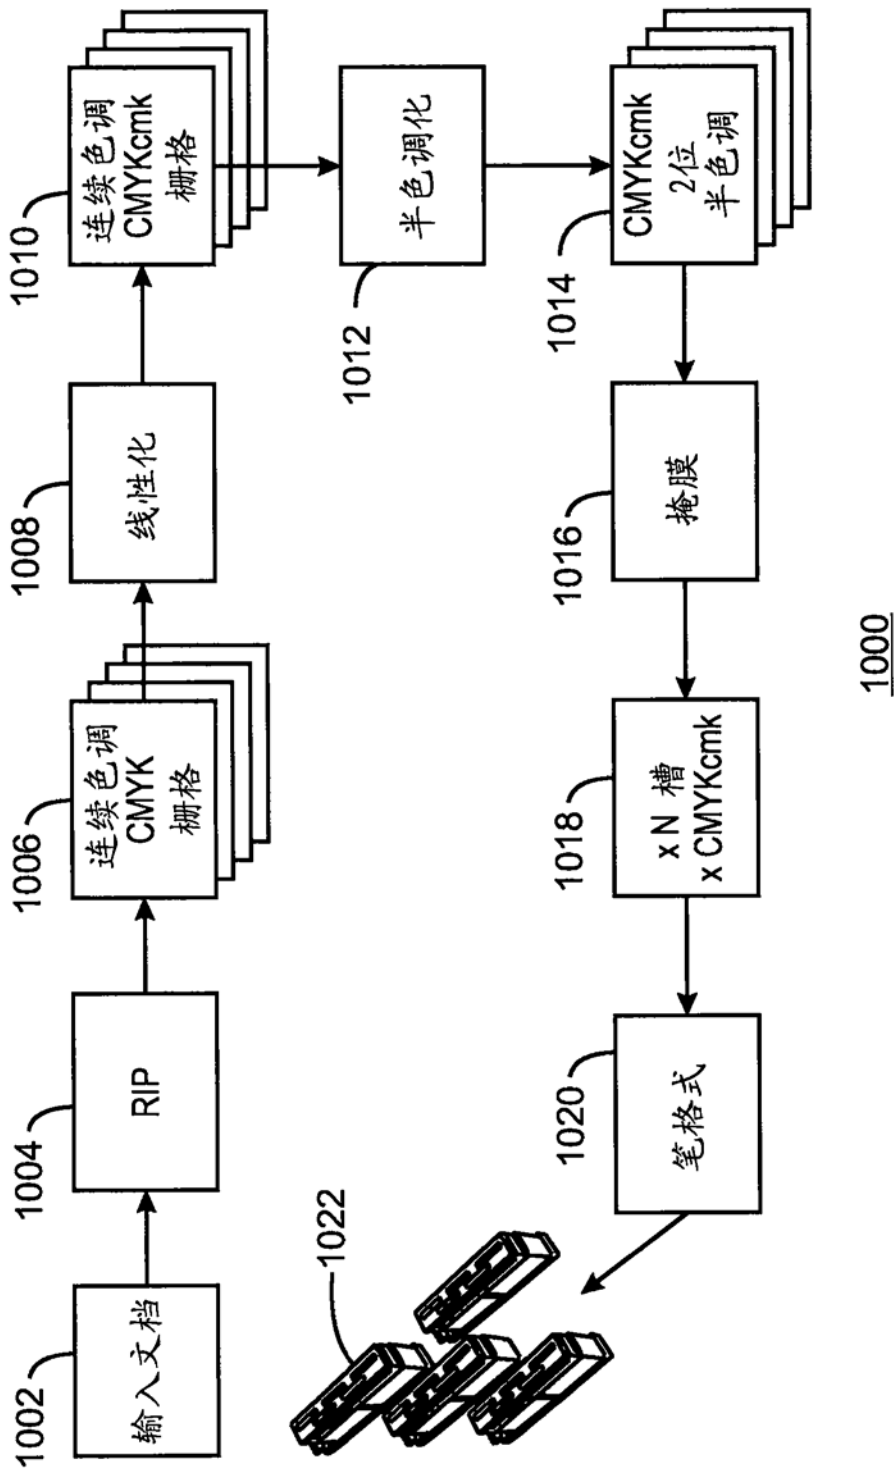 1002
输入文档
1004
RIP
1006
连续色调
CMYK
栅格
1008
线性化
1010
连续色调
CMYKcmk
栅格
1012
半色调化
1014
CMYKcmk
2位
半色调
1016
掩膜
1018
x N 槽
x CMYKcmk
1020
笔格式
1022
1000